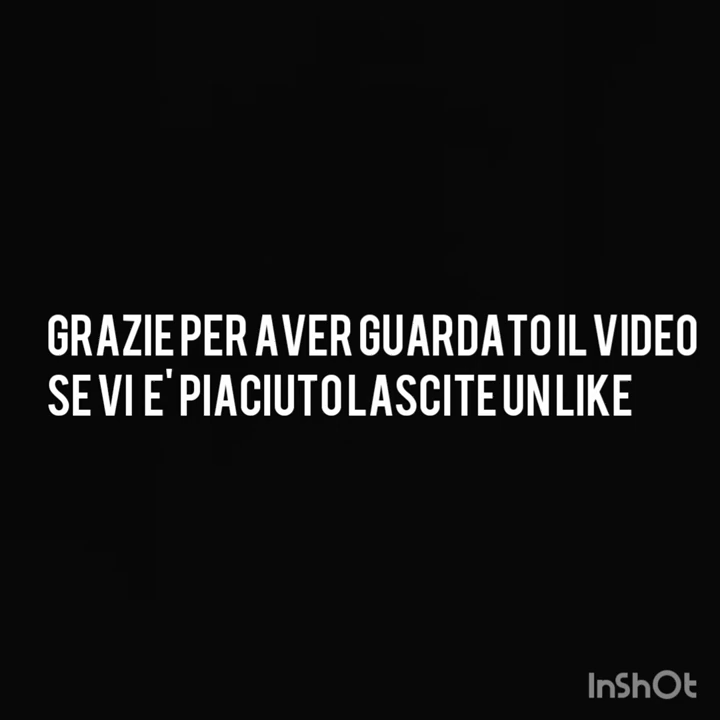 GRAZIE PER AVER GUARDATO IL VIDEO
SE VI E' PIACIUTO LASCITE UN LIKE
InShOt